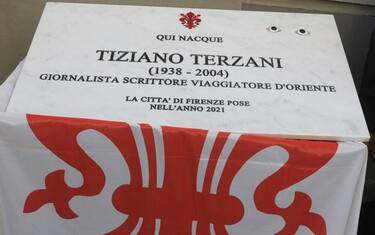 QUI NACQUE
TIZIANO TERZANI
(1938 - 2004)
GIORNALISTA SCRITTORE VIAGGIATORE D'ORIENTE
LA CITTA' DI FIRENZE POSE
NELL'ANNO 2021